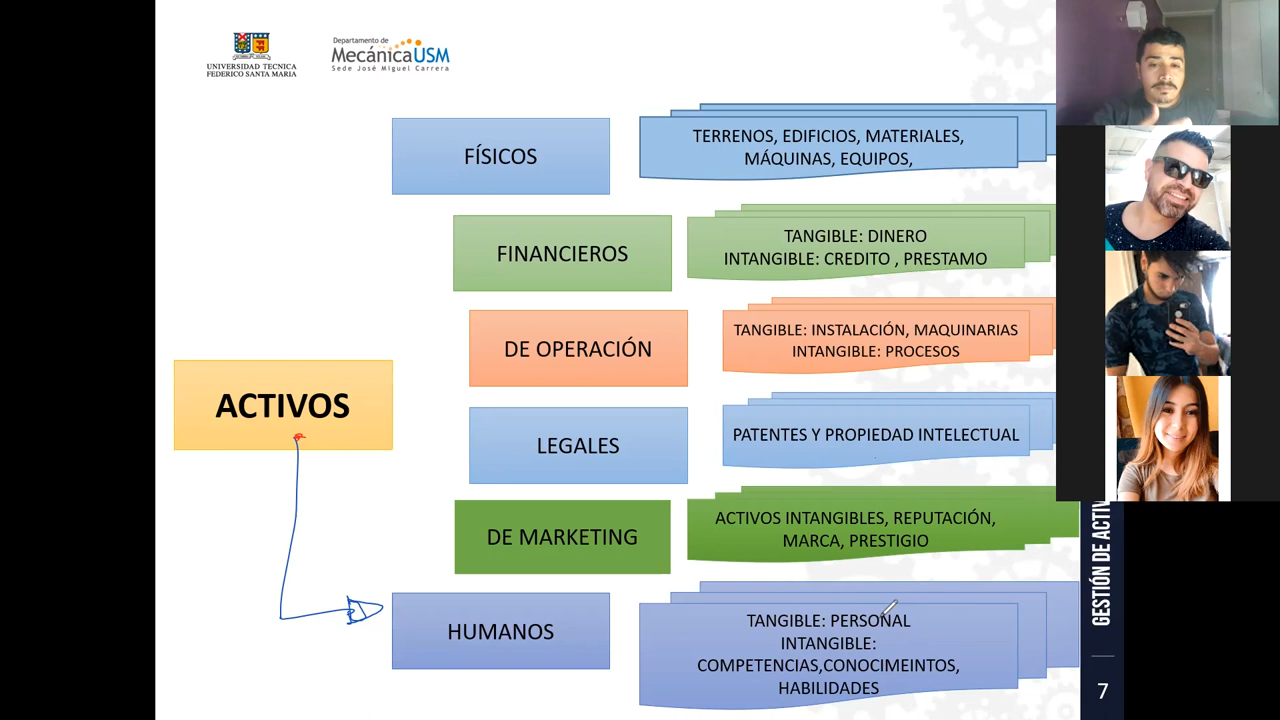 UNIVERSIDAD TECNICA
FEDERICO SANTA MARIA
Departamento de
MecánicaUSM
Sede José Miguel Carrera
FÍSICOS
TERRENOS, EDIFICIOS, MATERIALES,
MÁQUINAS, EQUIPOS,
FINANCIEROS
TANGIBLE: DINERO
INTANGIBLE: CREDITO , PRESTAMO
DE OPERACIÓN
TANGIBLE: INSTALACIÓN, MAQUINARIAS
INTANGIBLE: PROCESOS
ACTIVOS
LEGALES
PATENTES Y PROPIEDAD INTELECTUAL
DE MARKETING
ACTIVOS INTANGIBLES, REPUTACIÓN,
MARCA, PRESTIGIO
HUMANOS
TANGIBLE: PERSONAL
INTANGIBLE:
COMPETENCIAS,CONOCIMEINTOS,
HABILIDADES
GESTIÓN DE ACTIV
7